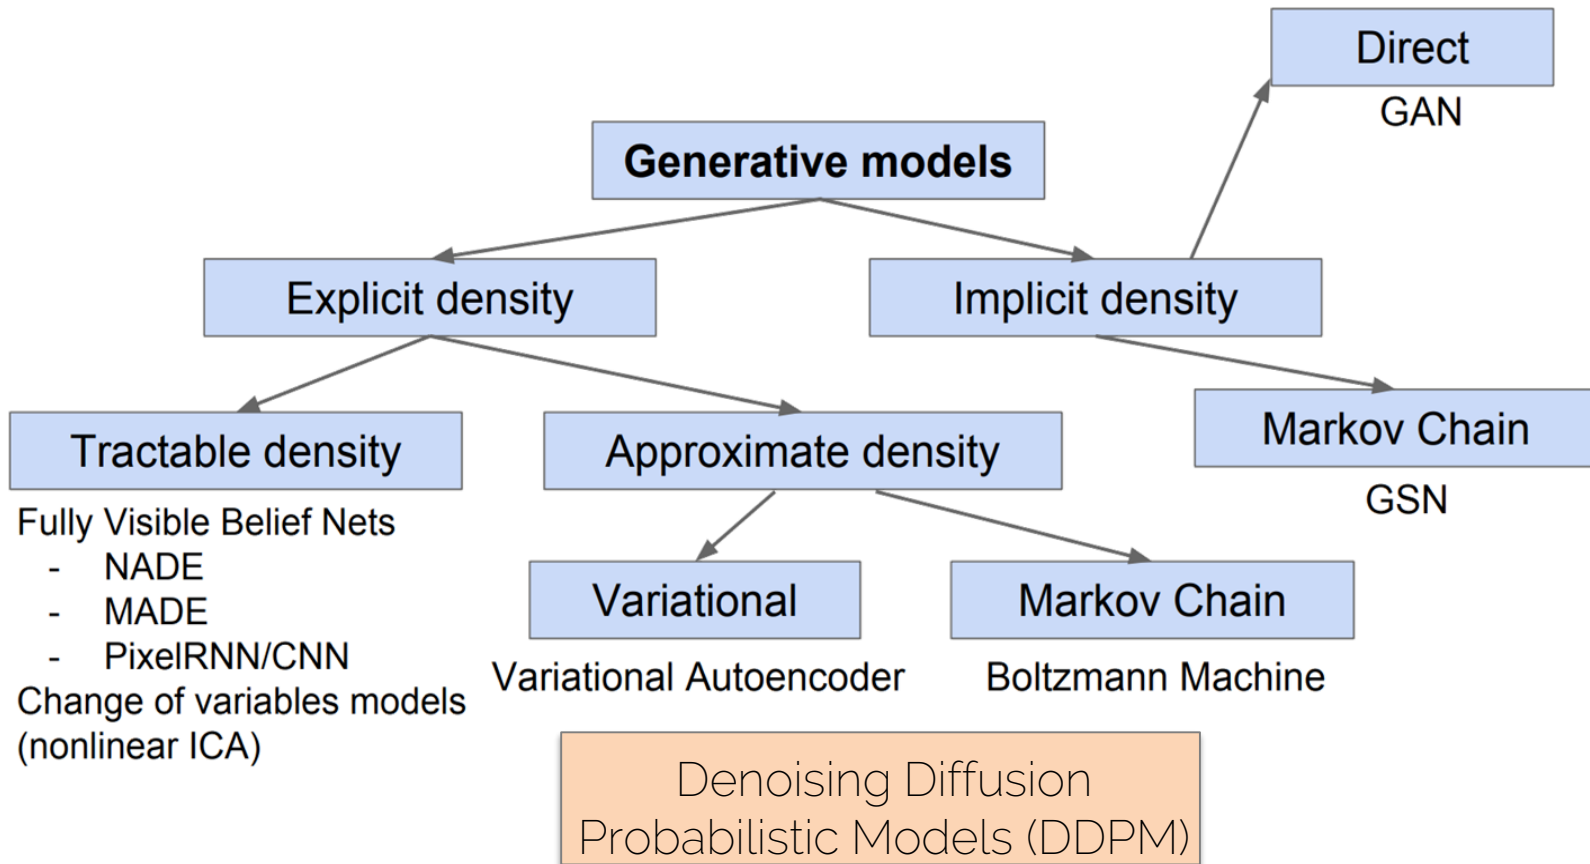 Direct
GAN
Generative models
Explicit density
Implicit density
Tractable density
Approximate density
Markov Chain
GSN
Fully Visible Belief Nets
- NADE
- MADE
- PixelRNN/CNN
Change of variables models
(nonlinear ICA)
Variational
Markov Chain
Variational Autoencoder
Boltzmann Machine
Denoising Diffusion
Probabilistic Models (DDPM)